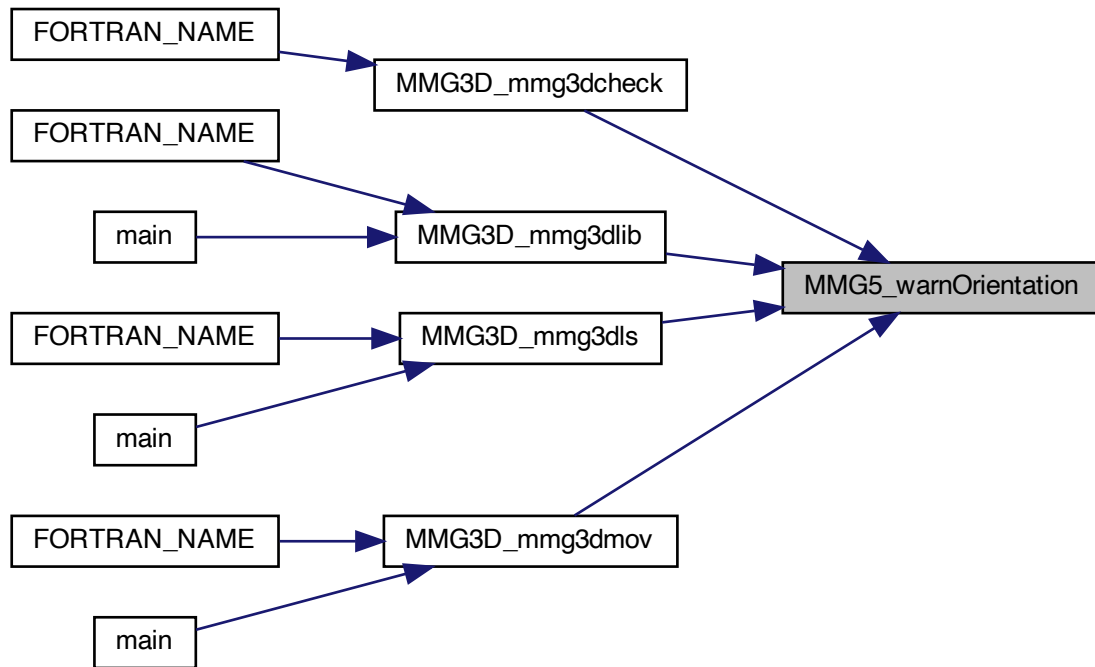 FORTRAN_NAME
MMG3D_mmg3dcheck
FORTRAN_NAME
main
MMG3D_mmg3dlib
MMG5_warnOrientation
FORTRAN_NAME
MMG3D_mmg3dls
main
FORTRAN_NAME
MMG3D_mmg3dmov
main